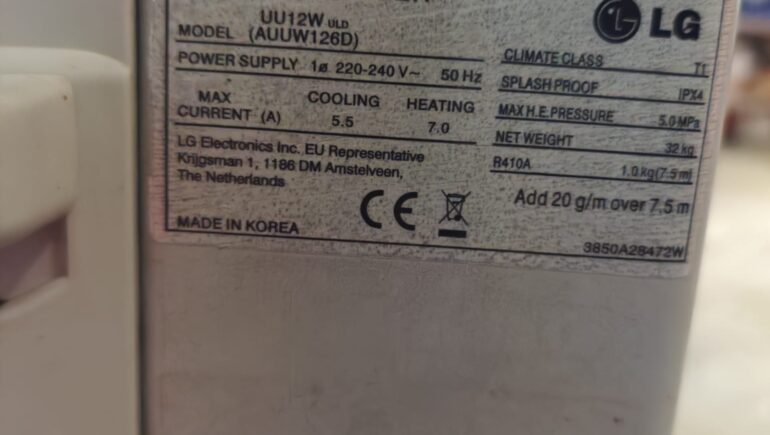 UU12W ULD
MODEL (AUUW126D)
POWER SUPPLY 1ø 220-240 V~ 50 Hz
MAX CURRENT (A) COOLING HEATING
5.5 7.0
LG Electronics Inc. EU Representative
Krijgsman 1, 1186 DM Amstelveen,
The Netherlands
MADE IN KOREA
CE
LG
CLIMATE CLASS T1
SPLASH PROOF IPX4
MAX H.E. PRESSURE 5.0 MPa
NET WEIGHT 32 kg
R410A 1.0 kg(7.5 m)
Add 20 g/m over 7.5 m
3850A28472W